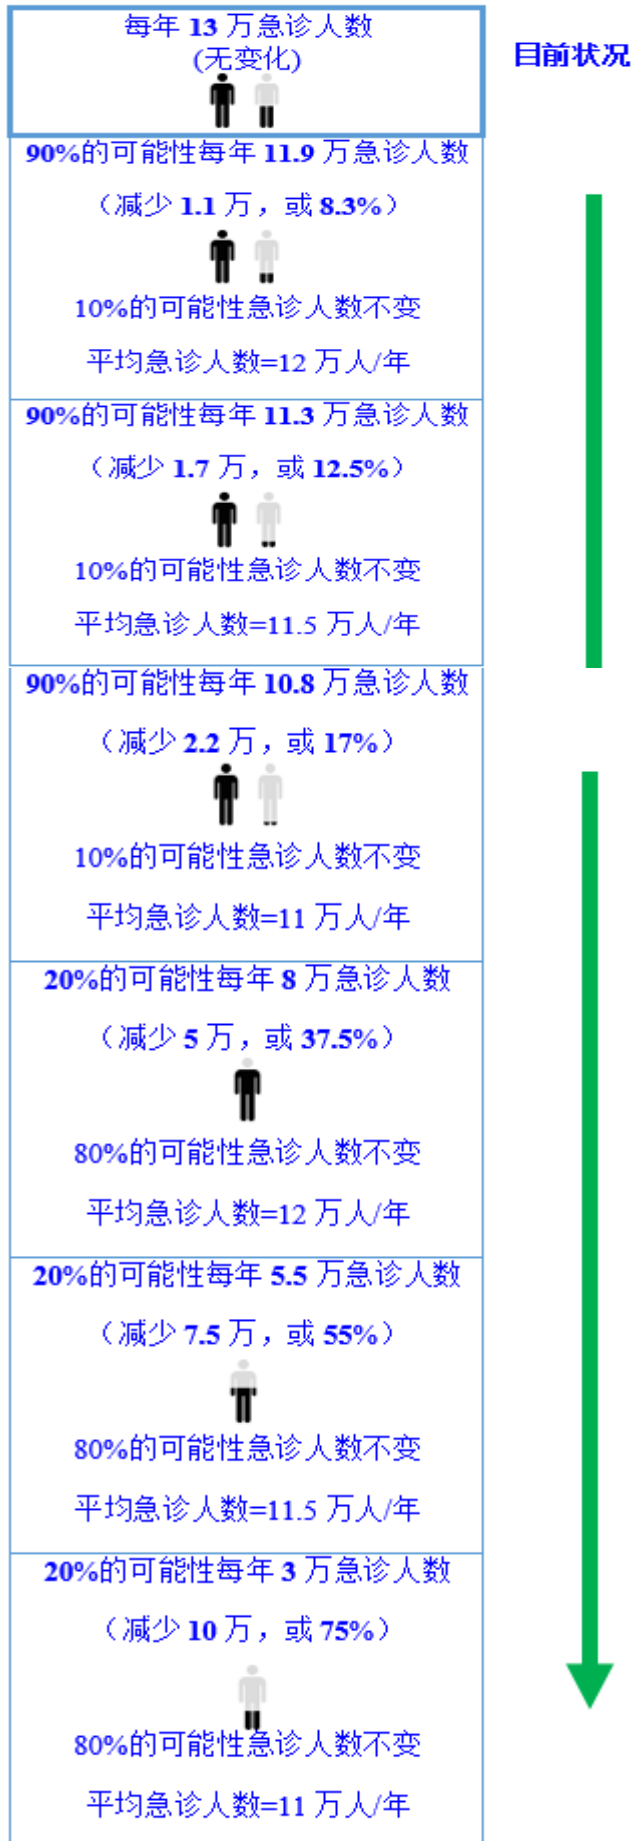 每年 13 万急诊人数
(无变化)
目前状况
90%的可能性每年 11.9 万急诊人数
（减少 1.1 万，或 8.3%）
10%的可能性急诊人数不变
平均急诊人数=12 万人/年
90%的可能性每年 11.3 万急诊人数
（减少 1.7 万，或 12.5%）
10%的可能性急诊人数不变
平均急诊人数=11.5 万人/年
90%的可能性每年 10.8 万急诊人数
（减少 2.2 万，或 17%）
10%的可能性急诊人数不变
平均急诊人数=11 万人/年
20%的可能性每年 8 万急诊人数
（减少 5 万，或 37.5%）
80%的可能性急诊人数不变
平均急诊人数=12 万人/年
20%的可能性每年 5.5 万急诊人数
（减少 7.5 万，或 55%）
80%的可能性急诊人数不变
平均急诊人数=11.5 万人/年
20%的可能性每年 3 万急诊人数
（减少 10 万，或 75%）
80%的可能性急诊人数不变
平均急诊人数=11 万人/年